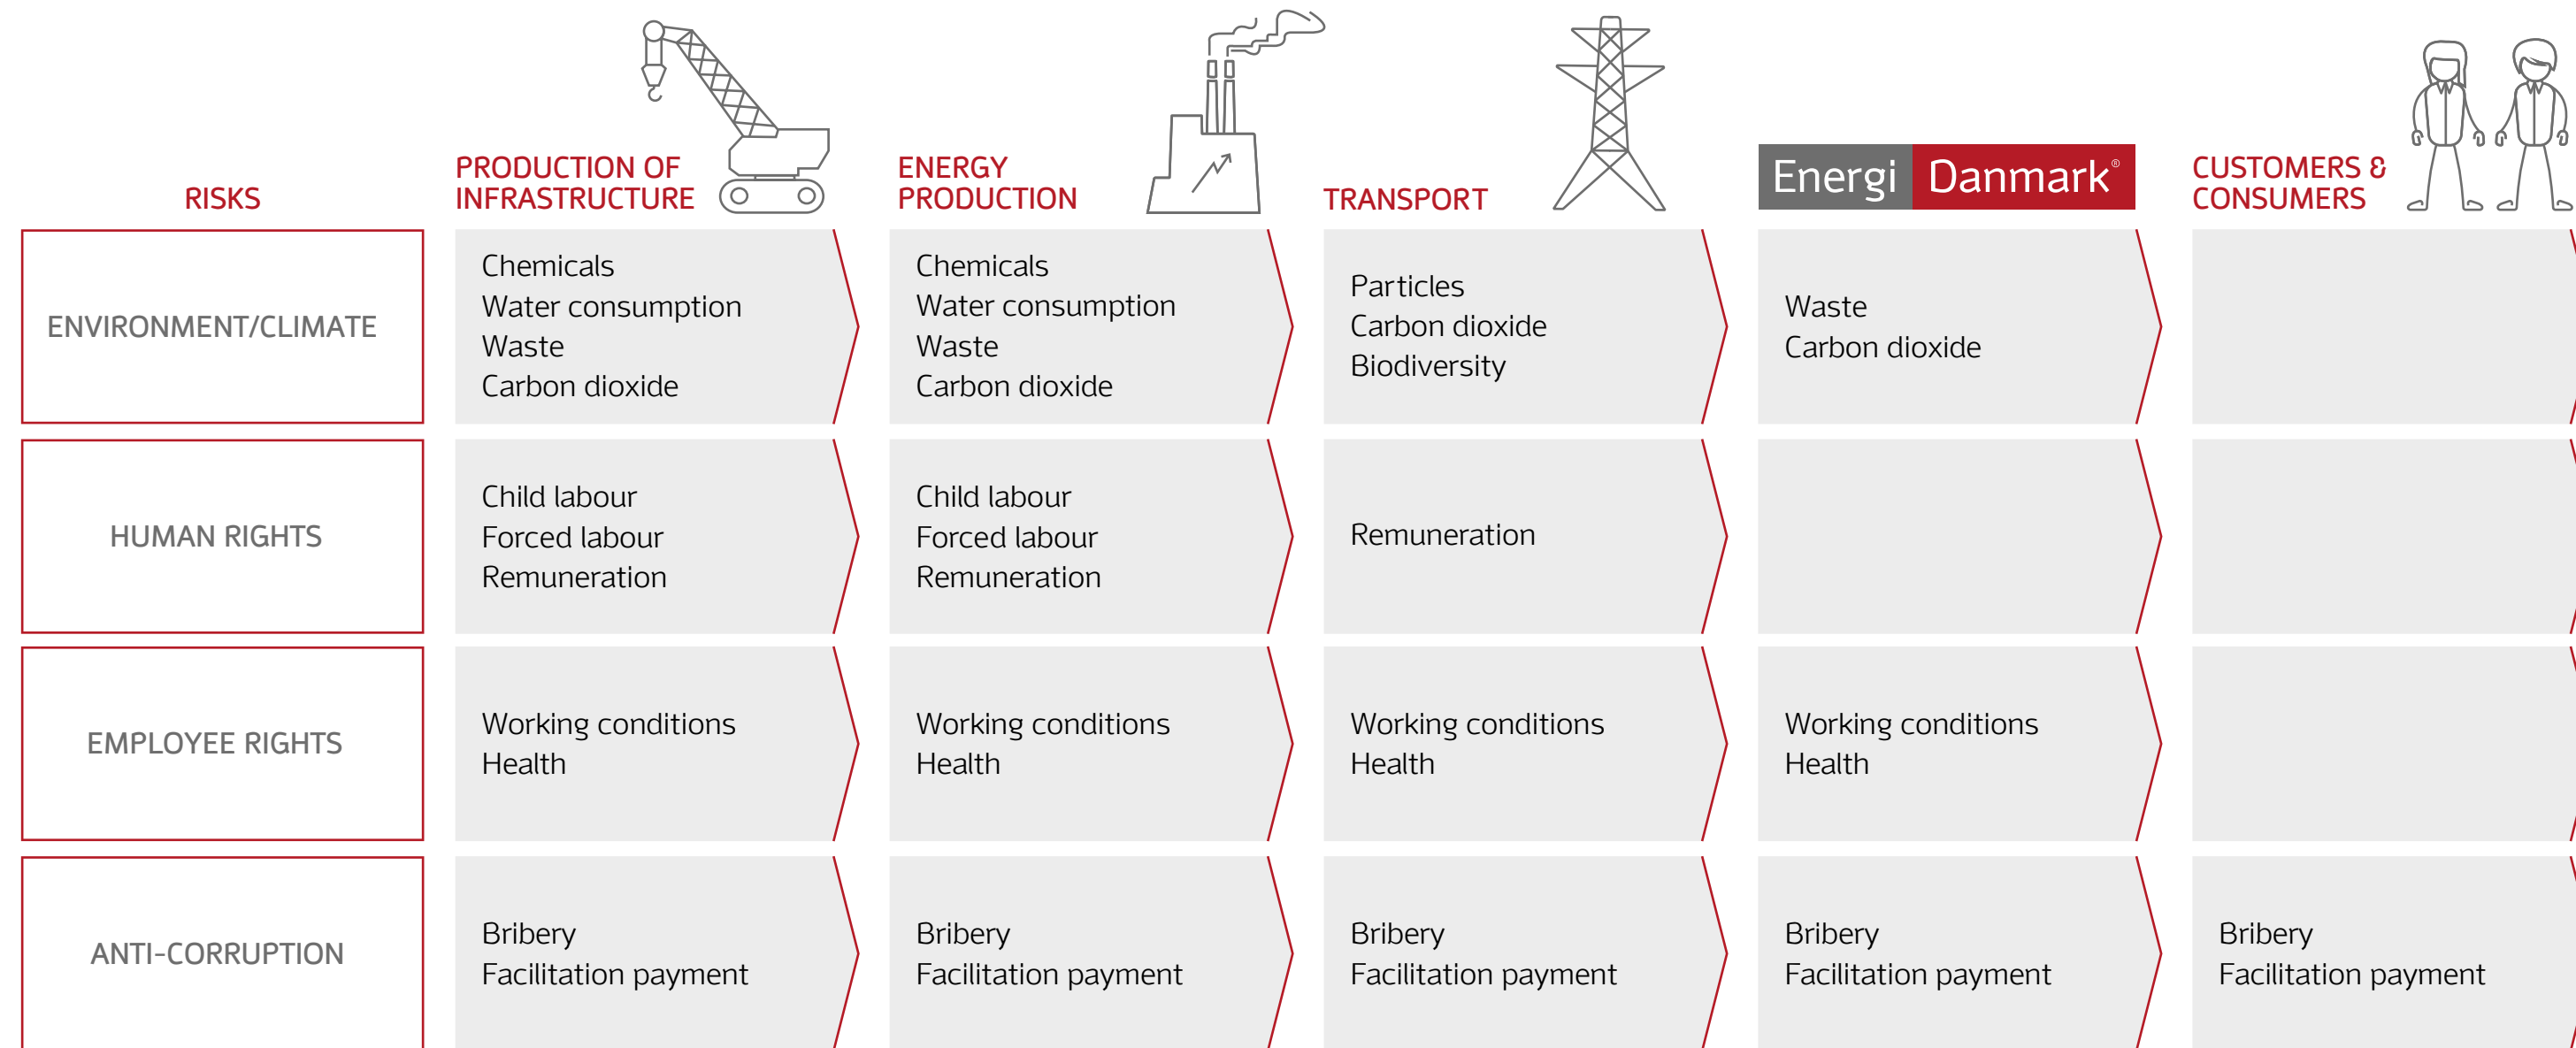 RISKS
PRODUCTION OF
INFRASTRUCTURE
ENERGY
PRODUCTION
TRANSPORT
Energi Danmark®
CUSTOMERS &
CONSUMERS
ENVIRONMENT/CLIMATE
Chemicals
Water consumption
Waste
Carbon dioxide
Chemicals
Water consumption
Waste
Carbon dioxide
Particles
Carbon dioxide
Biodiversity
Waste
Carbon dioxide
HUMAN RIGHTS
Child labour
Forced labour
Remuneration
Child labour
Forced labour
Remuneration
Remuneration
EMPLOYEE RIGHTS
Working conditions
Health
Working conditions
Health
Working conditions
Health
Working conditions
Health
ANTI-CORRUPTION
Bribery
Facilitation payment
Bribery
Facilitation payment
Bribery
Facilitation payment
Bribery
Facilitation payment
Bribery
Facilitation payment